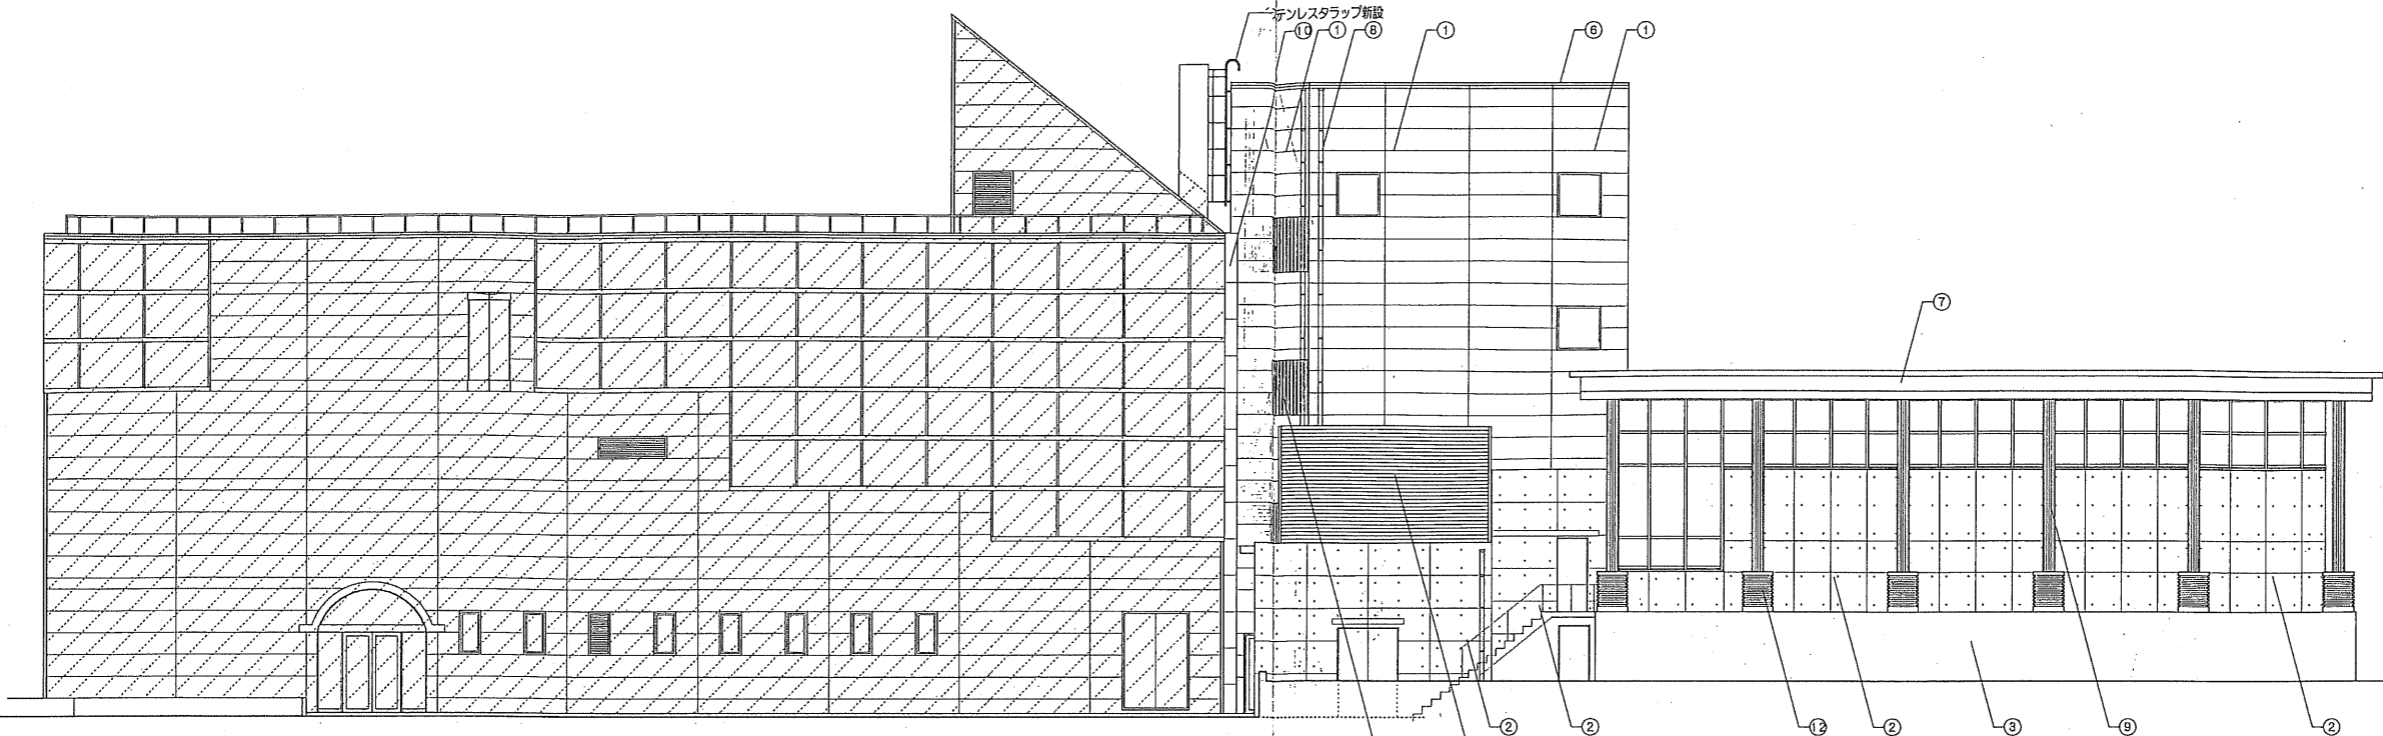 テンレスタラップ新設
⑩ ① ⑧ ① ⑥ ①
⑦
② ② ⑫ ② ③ ⑨ ②